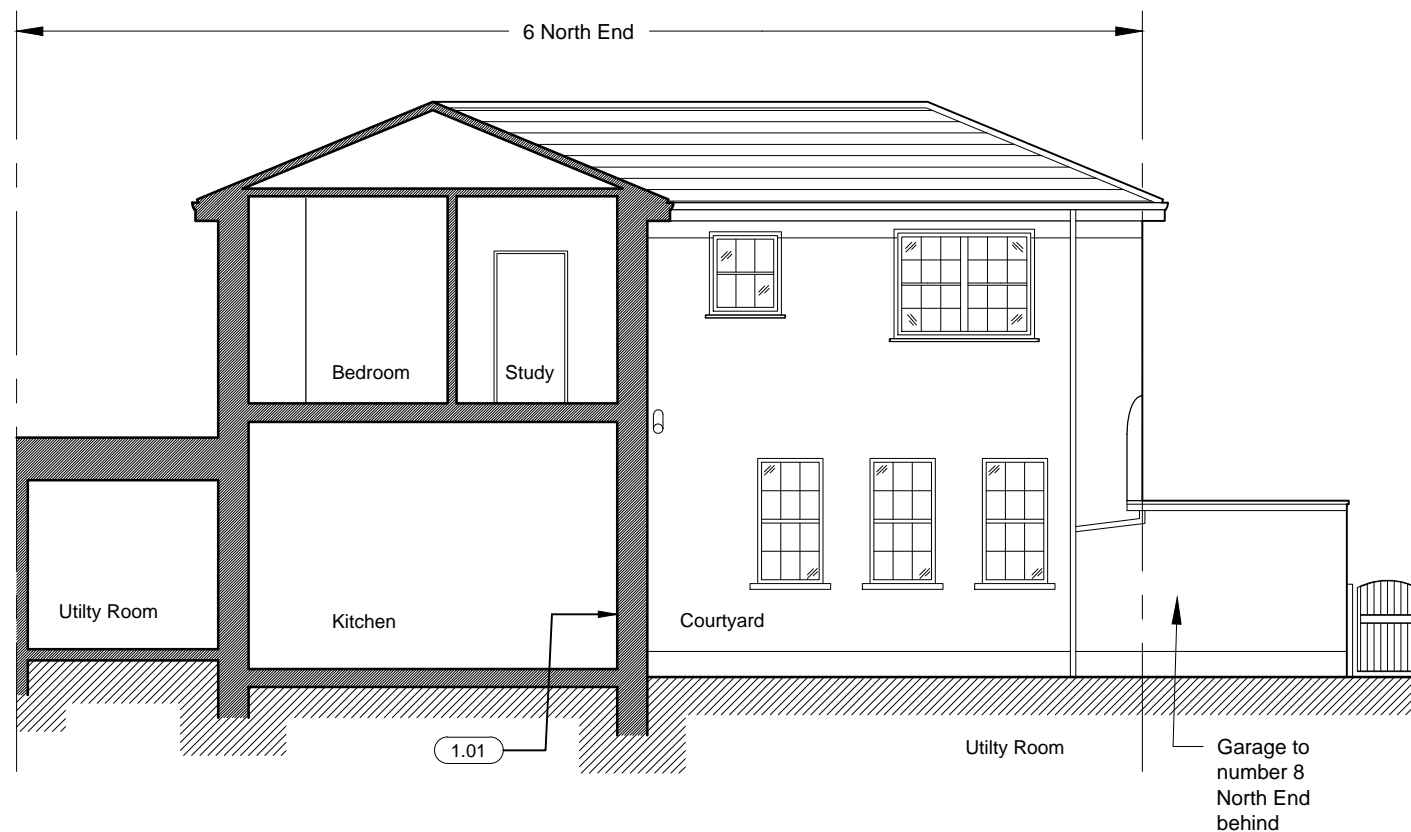 6 North End
Bedroom
Study
Utilty Room
Kitchen
Courtyard
1.01
Utilty Room
Garage to
number 8
North End
behind